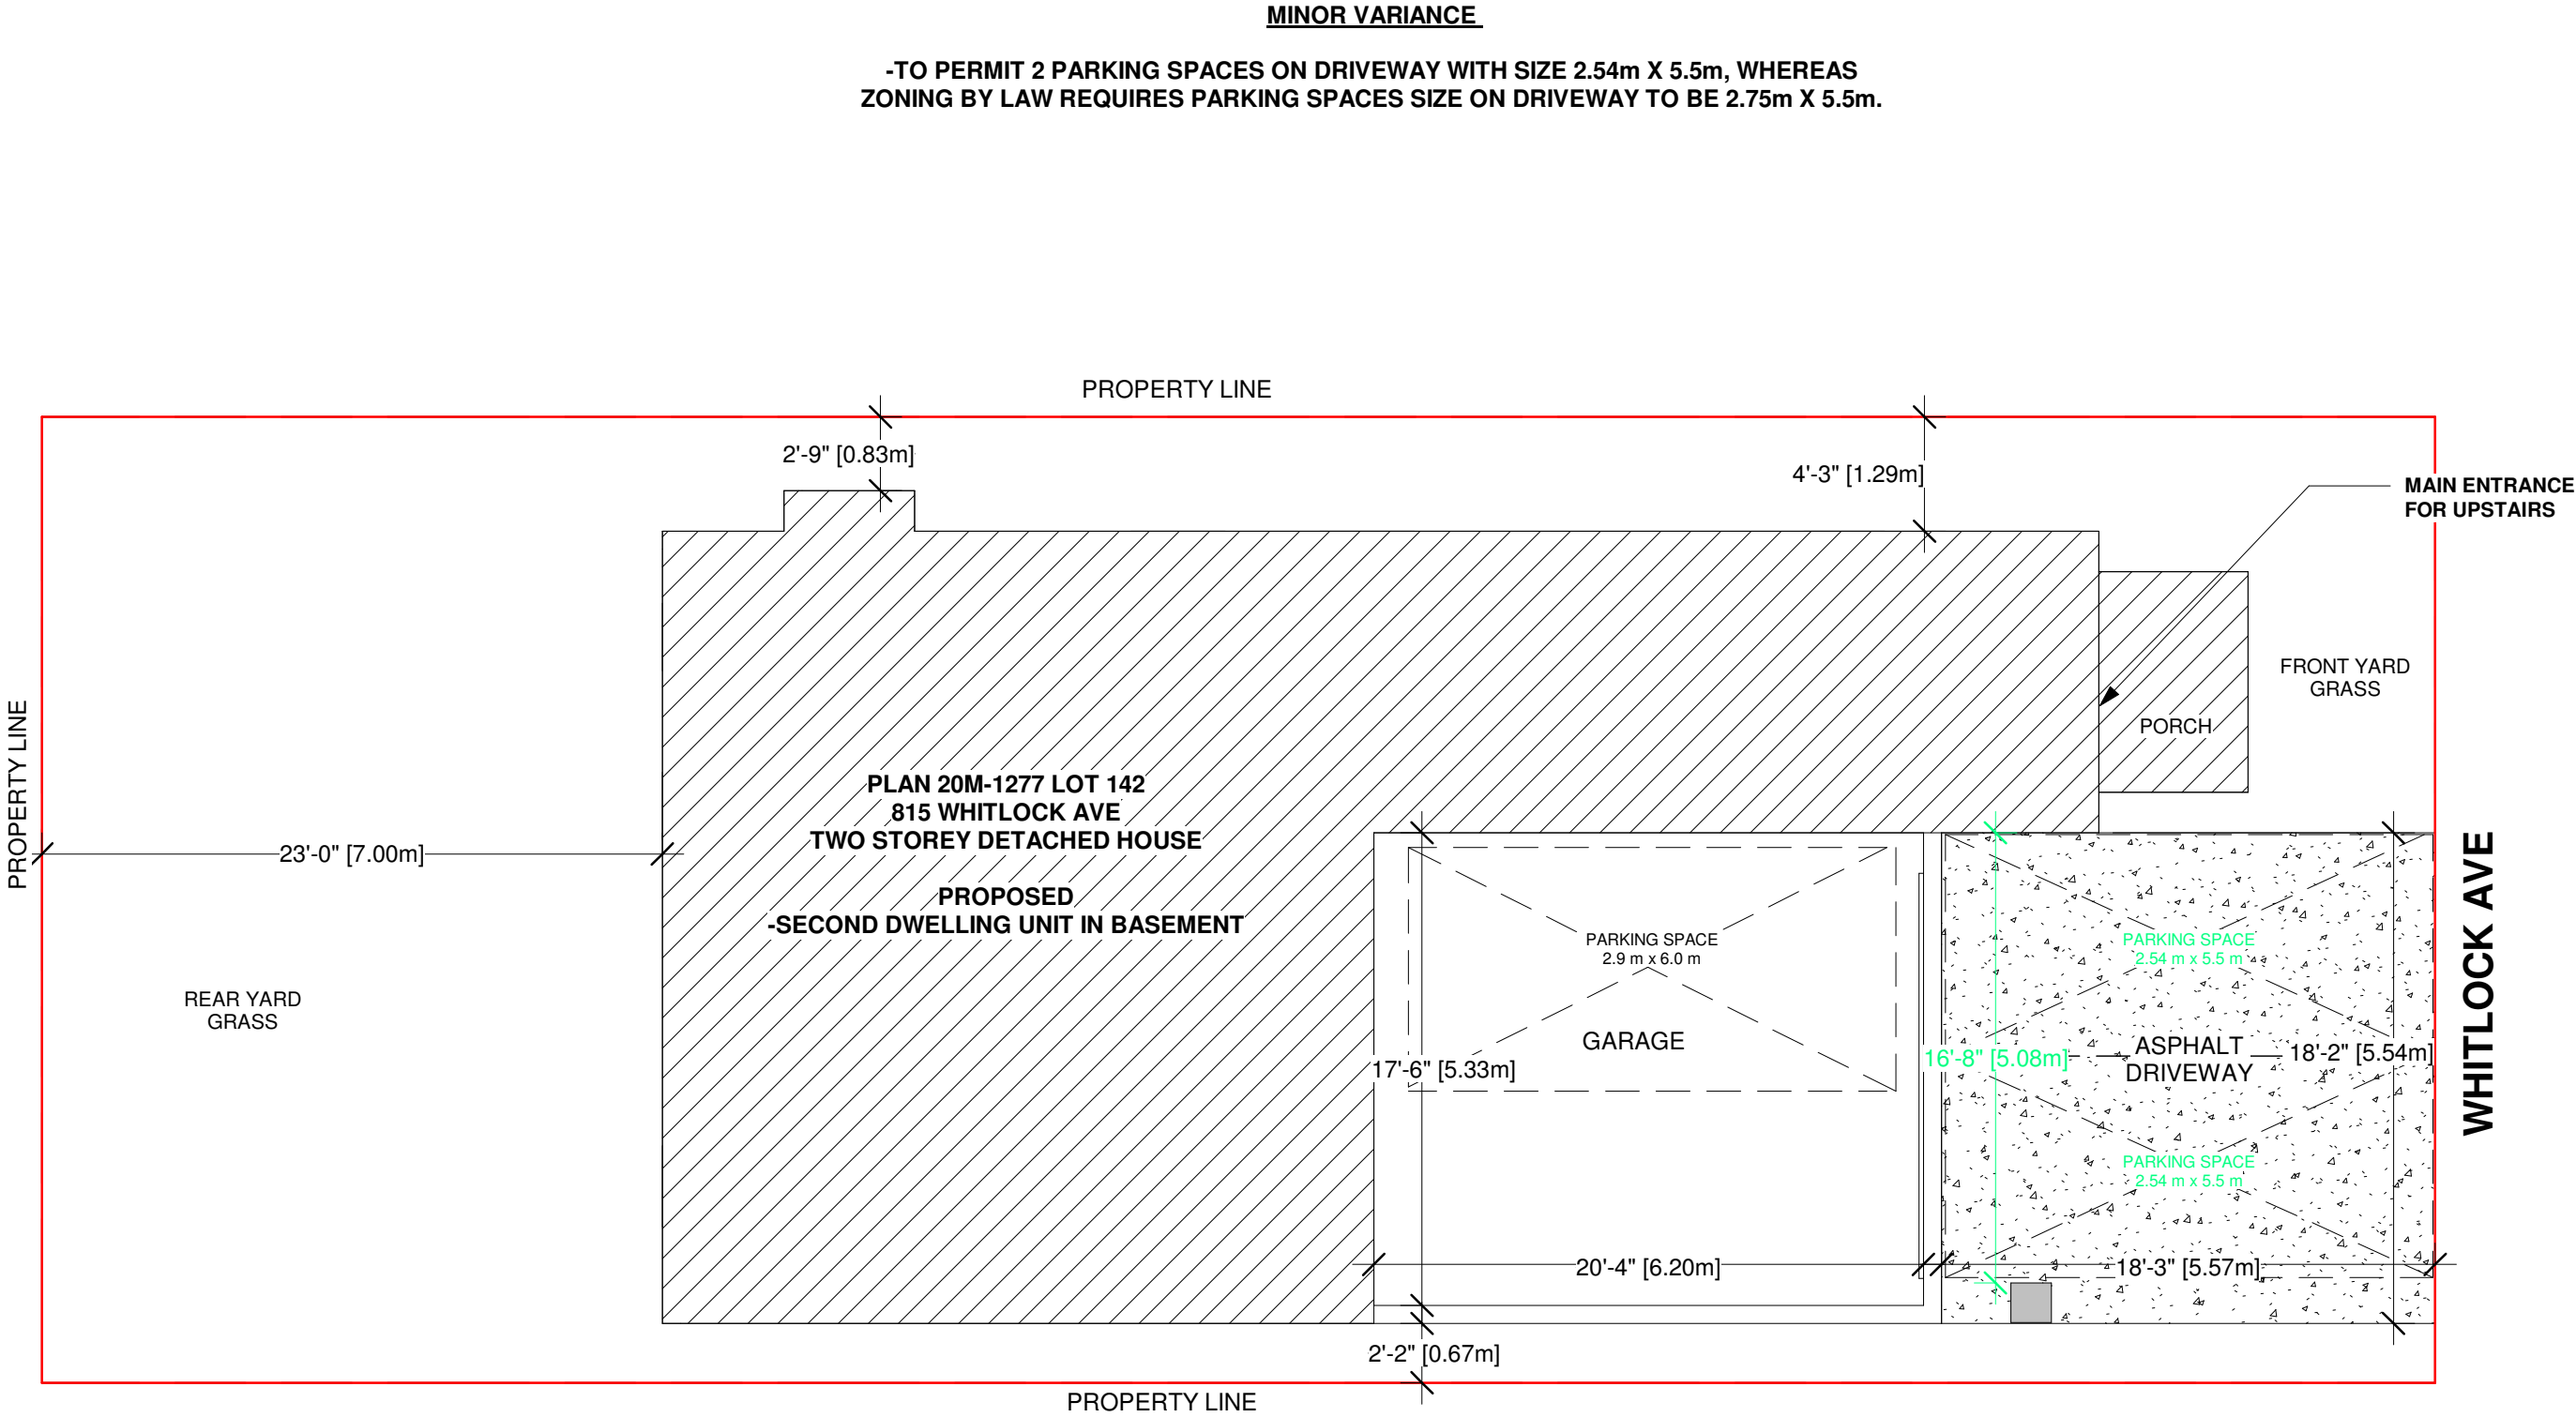 MINOR VARIANCE
-TO PERMIT 2 PARKING SPACES ON DRIVEWAY WITH SIZE 2.54m X 5.5m, WHEREAS
ZONING BY LAW REQUIRES PARKING SPACES SIZE ON DRIVEWAY TO BE 2.75m X 5.5m.
PROPERTY LINE
2'-9" [0.83m]
4'-3" [1.29m]
MAIN ENTRANCE
FOR UPSTAIRS
FRONT YARD
GRASS
PORCH
PROPERTY LINE
PLAN 20M-1277 LOT 142
815 WHITLOCK AVE
TWO STOREY DETACHED HOUSE
PROPOSED
-SECOND DWELLING UNIT IN BASEMENT
23'-0" [7.00m]
REAR YARD
GRASS
PARKING SPACE
2.9 m x 6.0 m
GARAGE
17'-6" [5.33m]
20'-4" [6.20m]
PARKING SPACE
2.54 m x 5.5 m
16'-8" [5.08m]
ASPHALT
DRIVEWAY
18'-2" [5.54m]
PARKING SPACE
2.54 m x 5.5 m
18'-3" [5.57m]
WHITLOCK AVE
2'-2" [0.67m]
PROPERTY LINE